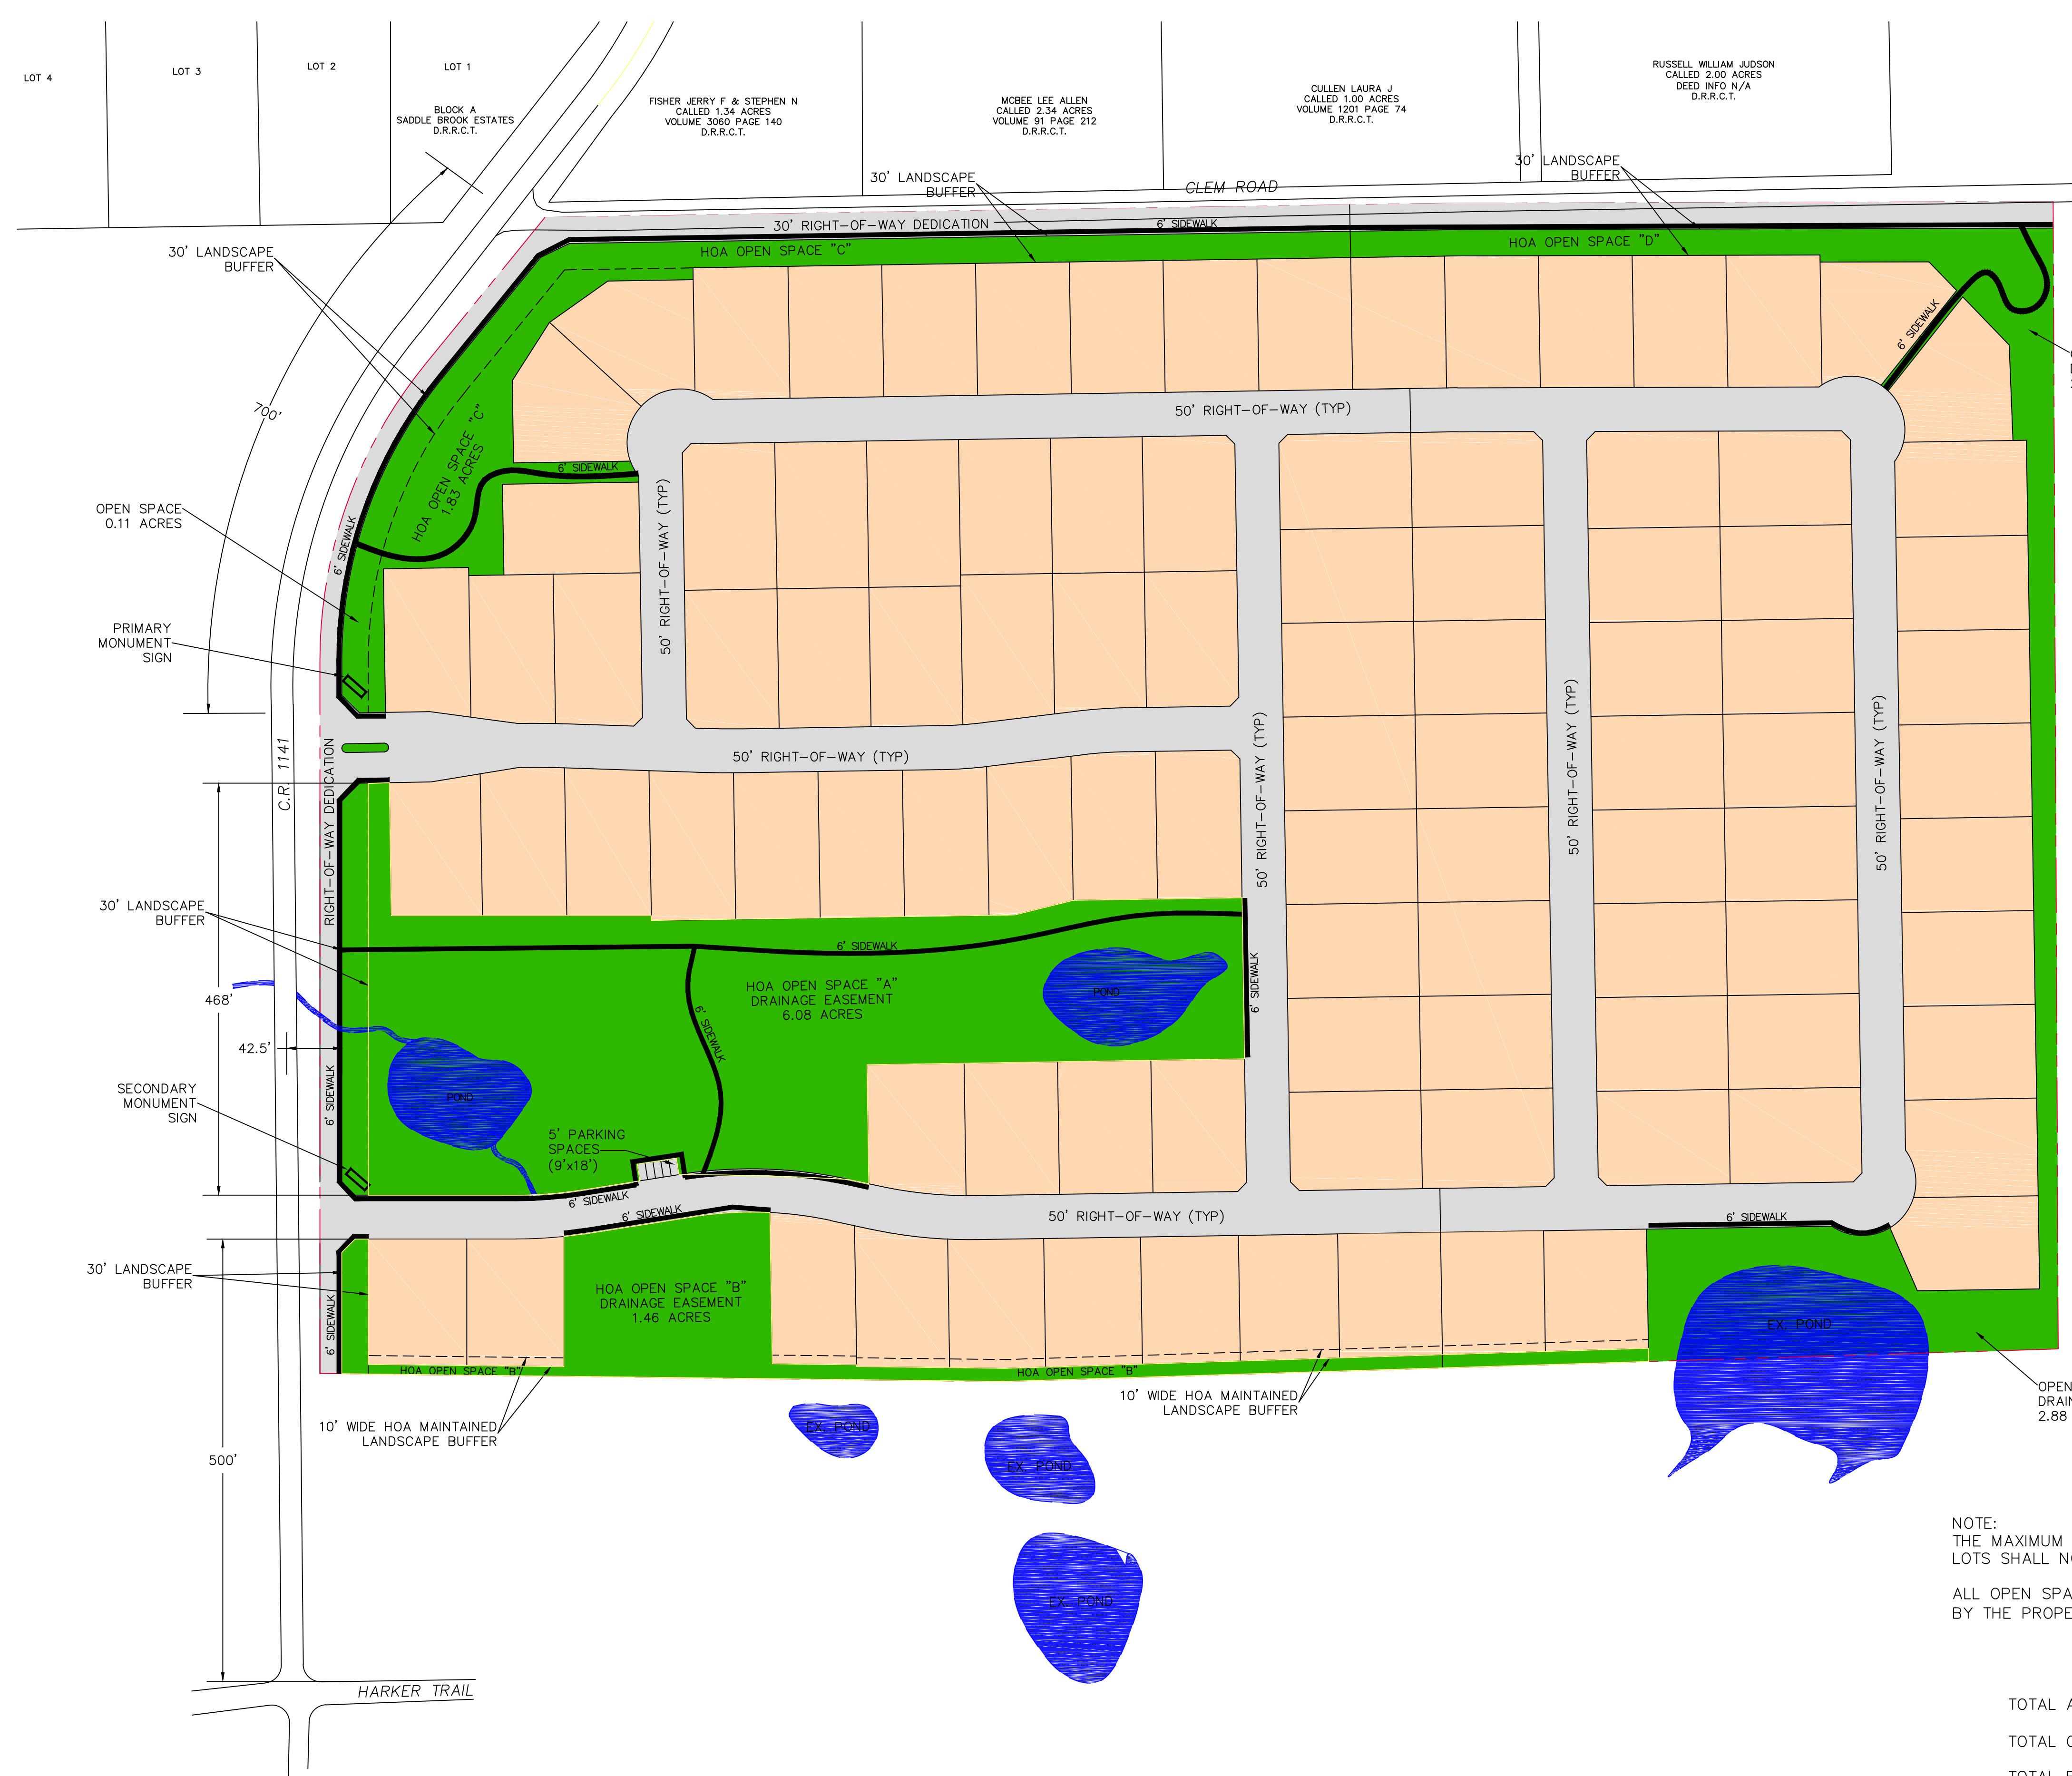 LOT 4
LOT 3
LOT 2
LOT 1
BLOCK A
SADDLE BROOK ESTATES
D.R.R.C.T.
FISHER JERRY F & STEPHEN N
CALLED 1.34 ACRES
VOLUME 3060 PAGE 140
D.R.R.C.T.
MCBEE LEE ALLEN
CALLED 2.34 ACRES
VOLUME 91 PAGE 212
D.R.R.C.T.
CULLEN LAURA J
CALLED 1.00 ACRES
VOLUME 1201 PAGE 74
D.R.R.C.T.
RUSSELL WILLIAM JUDSON
CALLED 2.00 ACRES
DEED INFO N/A
D.R.R.C.T.
30' LANDSCAPE
BUFFER
30' LANDSCAPE
BUFFER
CLEM ROAD
30' RIGHT-OF-WAY DEDICATION
6' SIDEWALK
HOA OPEN SPACE "C"
HOA OPEN SPACE "D"
30' LANDSCAPE
BUFFER
6' SIDEWALK
700'
50' RIGHT-OF-WAY (TYP)
HOA OPEN SPACE "C"
1.83 ACRES
6' SIDEWALK
OPEN SPACE
0.11 ACRES
6' SIDEWALK
50' RIGHT-OF-WAY (TYP)
PRIMARY
MONUMENT
SIGN
C.R. 1141
RIGHT-OF-WAY DEDICATION
50' RIGHT-OF-WAY (TYP)
50' RIGHT-OF-WAY (TYP)
50' RIGHT-OF-WAY (TYP)
50' RIGHT-OF-WAY (TYP)
30' LANDSCAPE
BUFFER
6' SIDEWALK
HOA OPEN SPACE "A"
DRAINAGE EASEMENT
6.08 ACRES
POND
6' SIDEWALK
468'
42.5'
6' SIDEWALK
SECONDARY
MONUMENT
SIGN
6' SIDEWALK
POND
5' PARKING
SPACES
(9'x18')
6' SIDEWALK
6' SIDEWALK
50' RIGHT-OF-WAY (TYP)
6' SIDEWALK
30' LANDSCAPE
BUFFER
6' SIDEWALK
HOA OPEN SPACE "B"
DRAINAGE EASEMENT
1.46 ACRES
EX. POND
HOA OPEN SPACE "B"
HOA OPEN SPACE "B"
10' WIDE HOA MAINTAINED
LANDSCAPE BUFFER
10' WIDE HOA MAINTAINED
LANDSCAPE BUFFER
OPEN
DRAIN
2.88
EX. POND
EX. POND
500'
EX. POND
NOTE:
THE MAXIMUM
LOTS SHALL N
ALL OPEN SPA
BY THE PROPE
HARKER TRAIL
TOTAL A
TOTAL